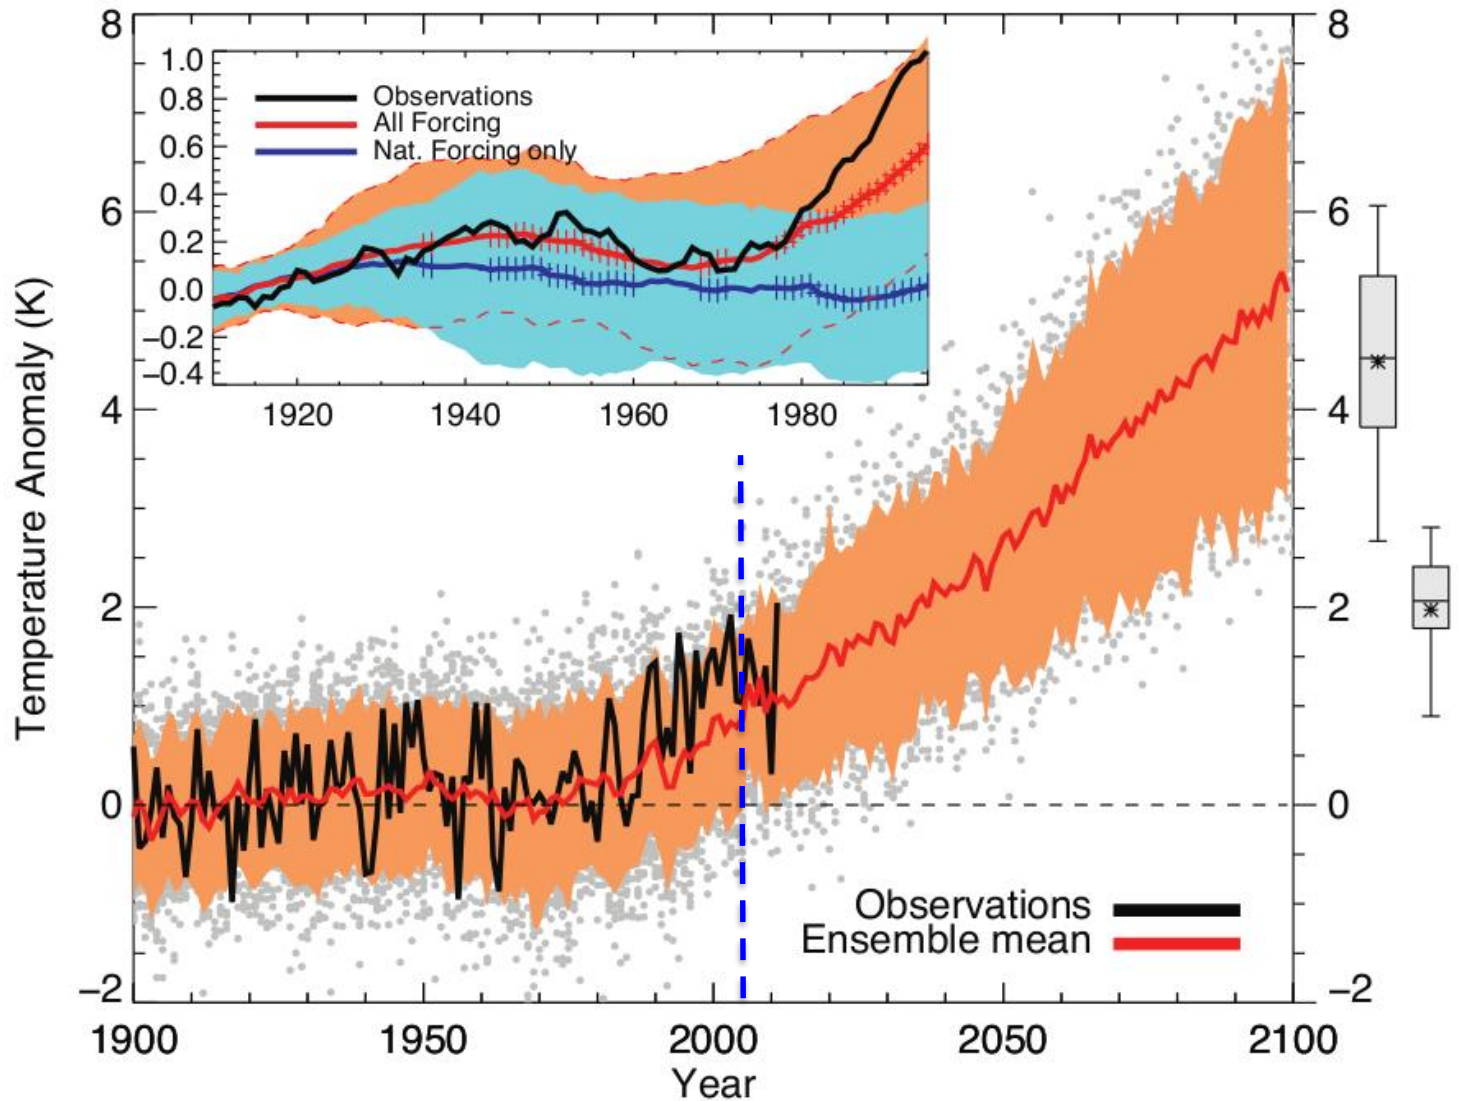 8
6
4
2
0
−2
Temperature Anomaly (K)
1.0
0.8
0.6
0.4
0.2
0.0
−0.2
−0.4
Observations
All Forcing
Nat. Forcing only
1920 1940 1960 1980
8
6
4
2
0
−2
Observations
Ensemble mean
1900 1950 2000 2050 2100
Year